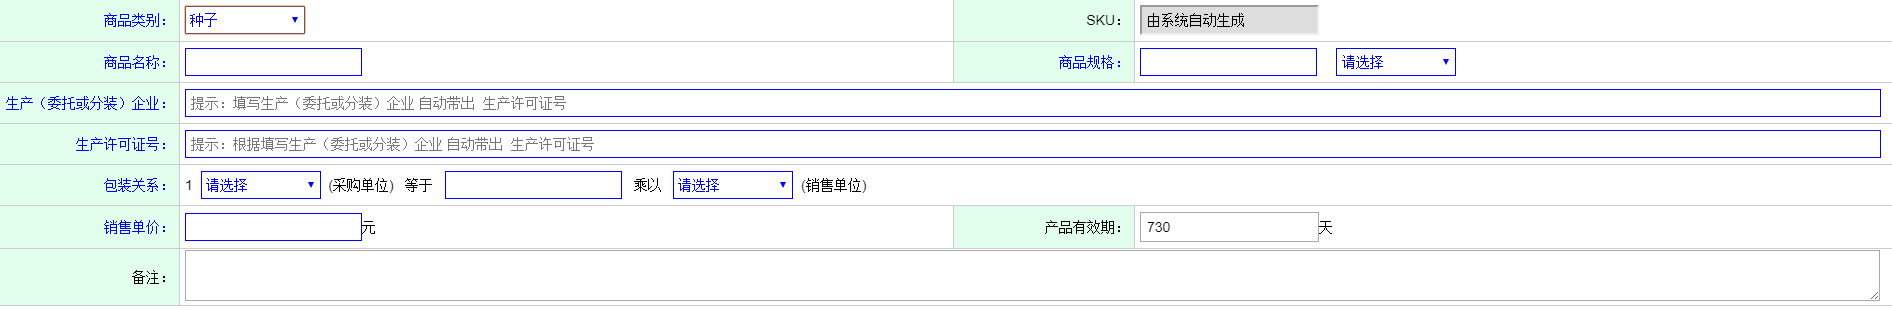 商品类别： 种子 SKU： 由系统自动生成
商品名称： 商品规格： 请选择
生产（委托或分装）企业： 提示：填写生产（委托或分装）企业 自动带出 生产许可证号
生产许可证号： 提示：根据填写生产（委托或分装）企业 自动带出 生产许可证号
包装关系： 1 请选择 (采购单位) 等于 乘以 请选择 (销售单位)
销售单价： 元 产品有效期： 730 天
备注：